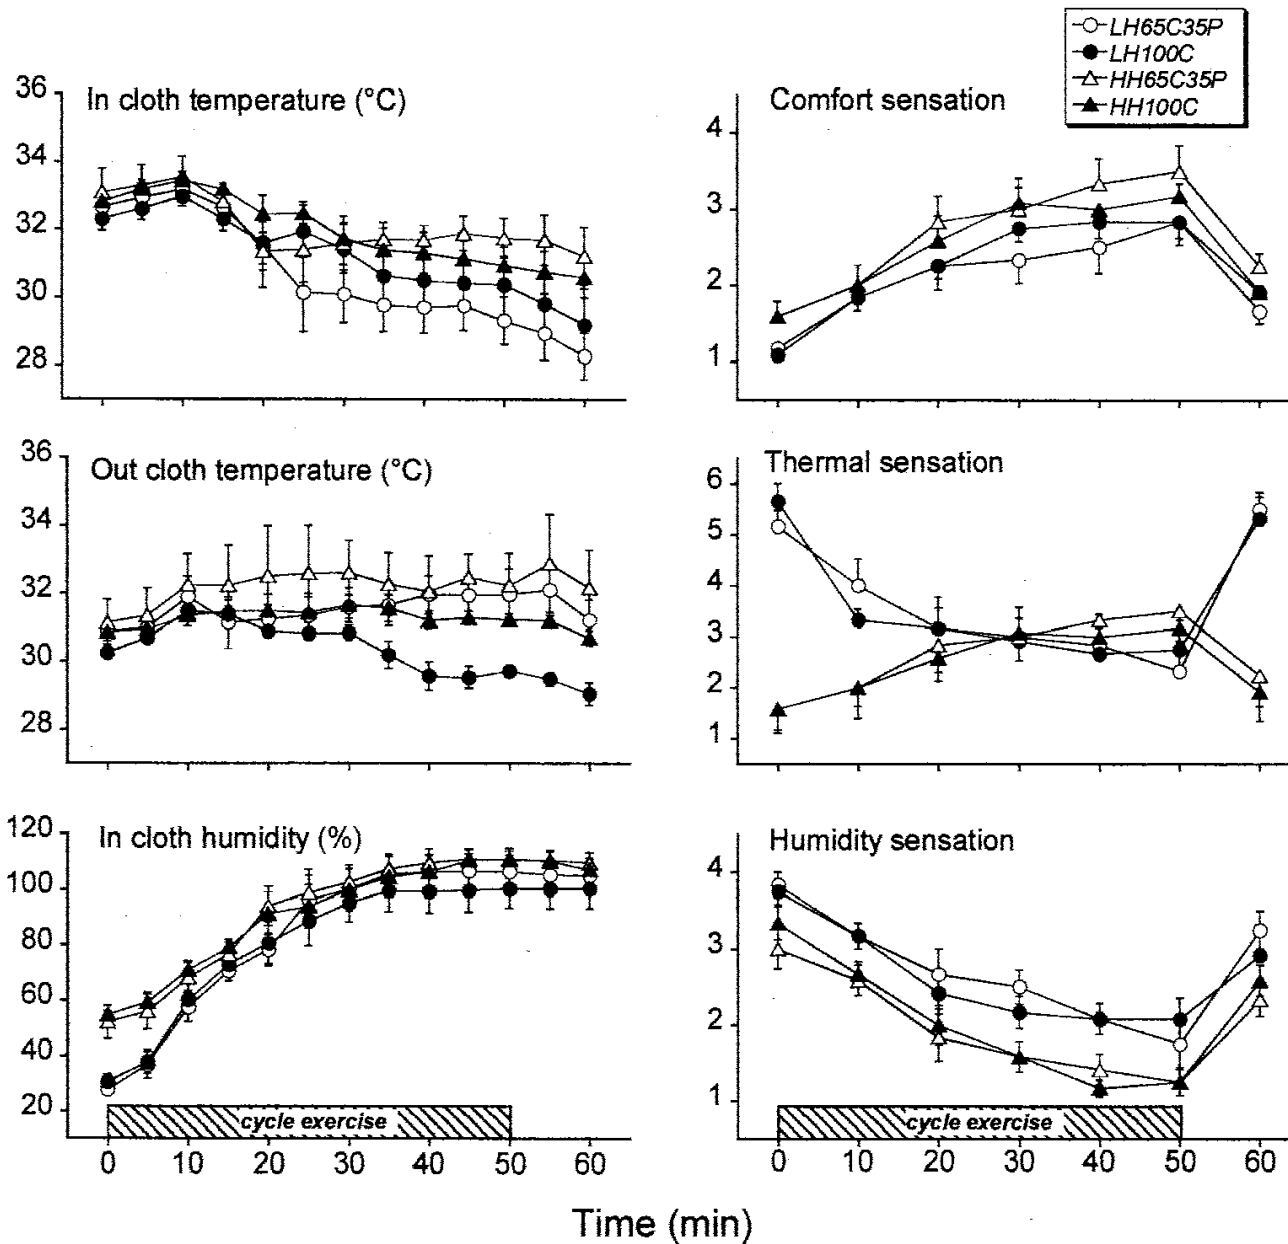 LH65C35P
LH100C
HH65C35P
HH100C
In cloth temperature (°C)
36
34
32
30
28
Comfort sensation
4
3
2
1
Out cloth temperature (°C)
36
34
32
30
28
Thermal sensation
6
5
4
3
2
1
In cloth humidity (%)
120
100
80
60
40
20
cycle exercise
0 10 20 30 40 50 60
Humidity sensation
4
3
2
1
cycle exercise
0 10 20 30 40 50 60
Time (min)